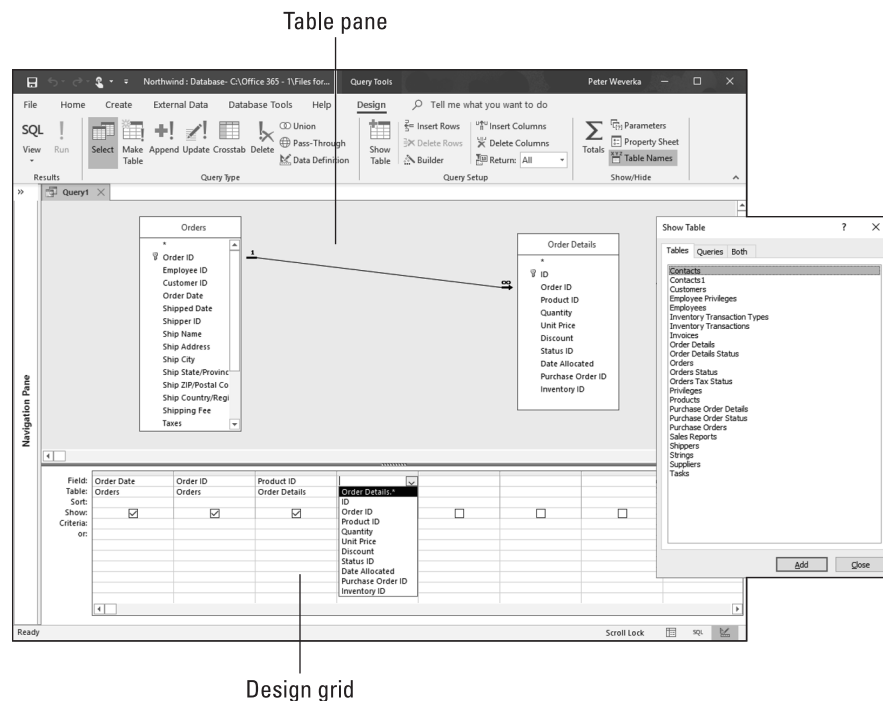 Table pane
Northwind : Database- C:\Office 365 - 1\Files for... Query Tools Peter Weverka
File Home Create External Data Database Tools Help Design Tell me what you want to do
SQL View
Run
Results
Select
Make Table
Append
Update
Crosstab
Delete
Union
Pass-Through
Data Definition
Query Type
Show Table
Insert Rows
Delete Rows
Builder
Insert Columns
Delete Columns
Return: All
Query Setup
Totals
Parameters
Property Sheet
Table Names
Show/Hide
Query1
Navigation Pane
Orders
*
Order ID
Employee ID
Customer ID
Order Date
Shipped Date
Shipper ID
Ship Name
Ship Address
Ship City
Ship State/Provinc
Ship ZIP/Postal Co
Ship Country/Regi
Shipping Fee
Taxes
1
∞
Order Details
*
ID
Order ID
Product ID
Quantity
Unit Price
Discount
Status ID
Date Allocated
Purchase Order ID
Inventory ID
Show Table ?
Tables Queries Both
Contacts
Contacts1
Customers
Employee Privileges
Employees
Inventory Transaction Types
Inventory Transactions
Invoices
Order Details
Order Details Status
Orders
Orders Status
Orders Tax Status
Privileges
Products
Purchase Order Details
Purchase Order Status
Purchase Orders
Sales Reports
Shippers
Strings
Suppliers
Tasks
Add Close
Field: Order Date Order ID Product ID
Table: Orders Orders Order Details
Sort:
Show:
Criteria:
or:
Order Details.*
ID
Order ID
Product ID
Quantity
Unit Price
Discount
Status ID
Date Allocated
Purchase Order ID
Inventory ID
Ready Scroll Lock SQL
Design grid